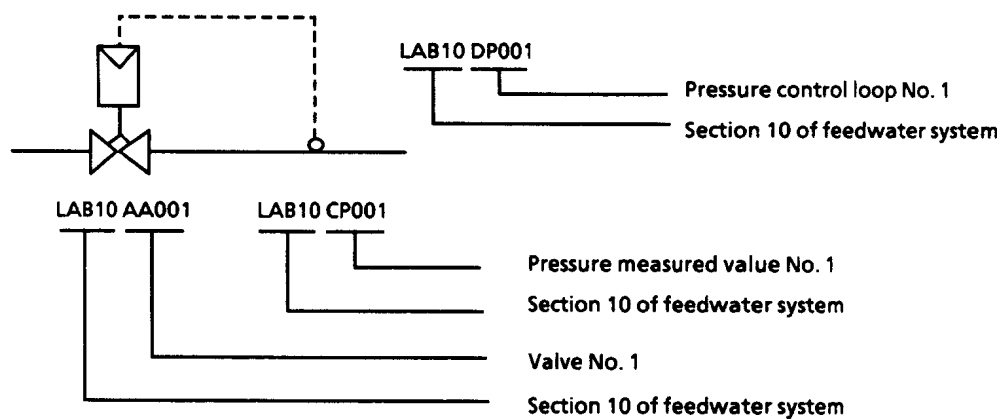 LAB10 DP001
Pressure control loop No. 1
Section 10 of feedwater system
LAB10 AA001
LAB10 CP001
Pressure measured value No. 1
Section 10 of feedwater system
Valve No. 1
Section 10 of feedwater system